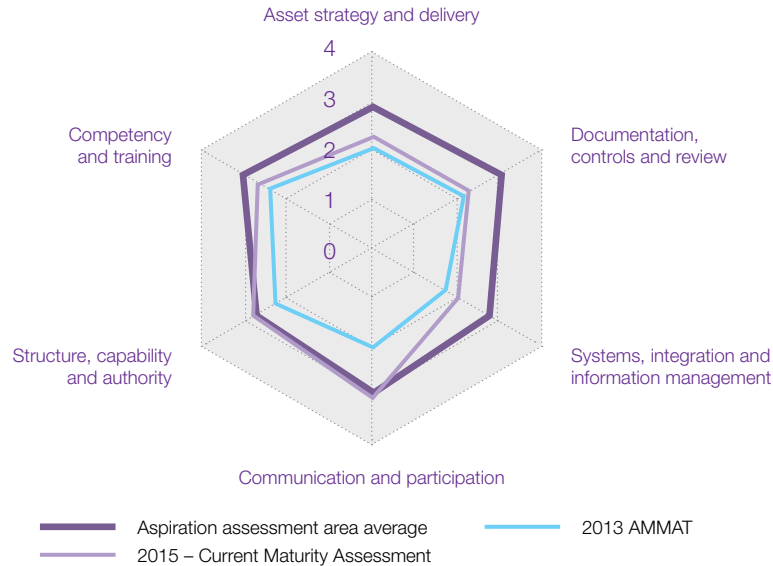 Asset strategy and delivery
4
3
2
1
0
Competency
and training
Documentation,
controls and review
Structure, capability
and authority
Systems, integration and
information management
Communication and participation
Aspiration assessment area average
2013 AMMAT
2015 – Current Maturity Assessment